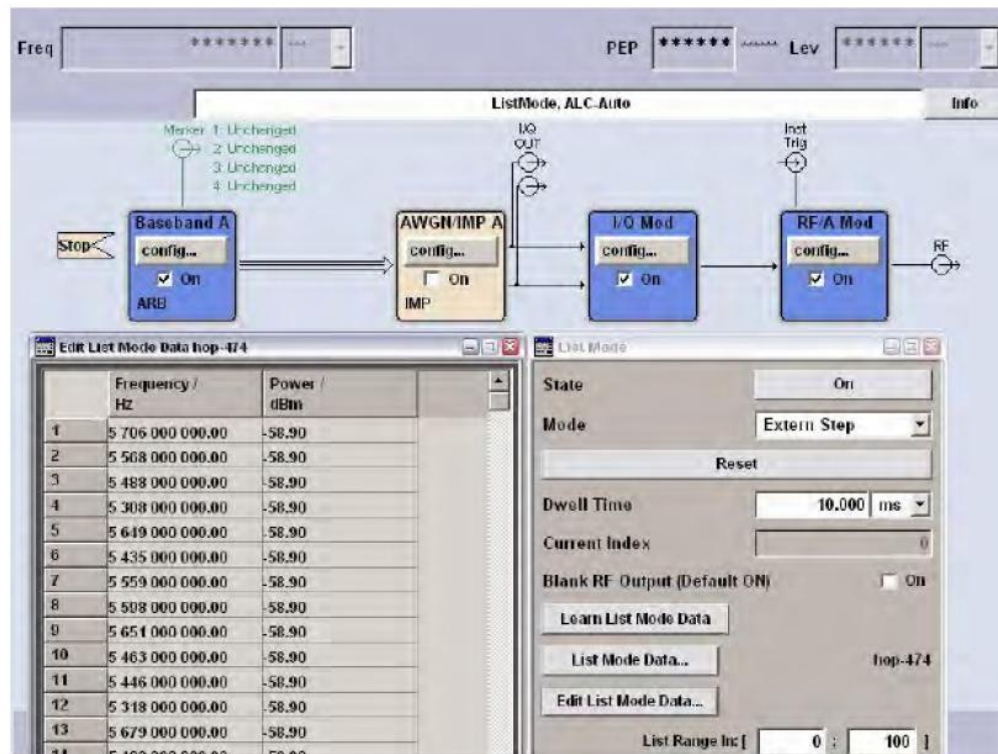 Freq ******* --- PEP ****** ----- Lev ****** ---
ListMode, ALC-Auto Info
Marker 1: Unchanged
2: Unchanged
3: Unchanged
4: Unchanged
I/Q
OUT
Inst
Trig
Stop
Baseband A
config...
On
ARB
AWGN/IMP A
config...
On
IMP
I/Q Mod
config...
On
RF/A Mod
config...
On
RF
Edit List Mode Data hop-474
Frequency / Hz Power / dBm
1 5 706 000 000.00 -58.90
2 5 568 000 000.00 -58.90
3 5 488 000 000.00 -58.90
4 5 308 000 000.00 -58.90
5 5 649 000 000.00 -58.90
6 5 435 000 000.00 -58.90
7 5 559 000 000.00 -58.90
8 5 598 000 000.00 -58.90
9 5 651 000 000.00 -58.90
10 5 463 000 000.00 -58.90
11 5 446 000 000.00 -58.90
12 5 318 000 000.00 -58.90
13 5 679 000 000.00 -58.90
List Mode
State On
Mode Extern Step
Reset
Dwell Time 10.000 ms
Current Index 0
Blank RF Output (Default ON) On
Learn List Mode Data
List Mode Data... hop-474
Edit List Mode Data...
List Range In: [ 0 : 100 ]